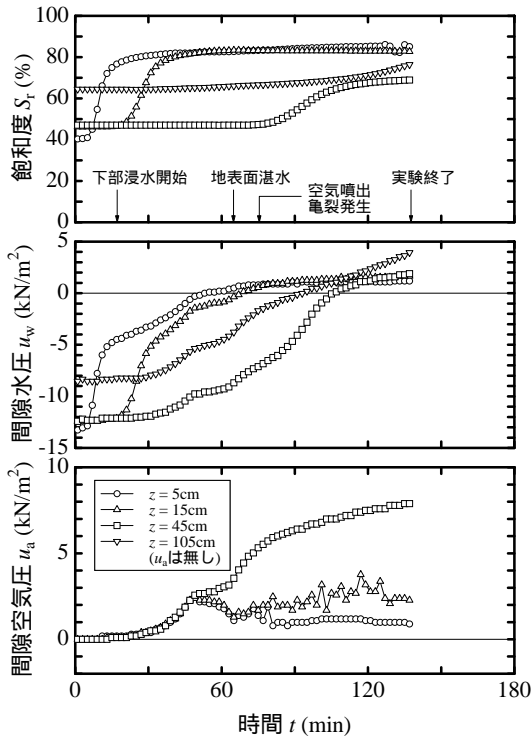 100
80
60
40
20
0
飽和度 Sr (%)
下部浸水開始
地表面湛水
空気噴出
亀裂発生
実験終了
5
0
-5
-10
-15
間隙水圧 uw (kN/m2)
10
8
2
0
間隙空気圧 ua (kN/m2)
z = 5cm
z = 15cm
z = 45cm
z = 105cm
(uaは無し)
0
60
120
180
時間 t (min)